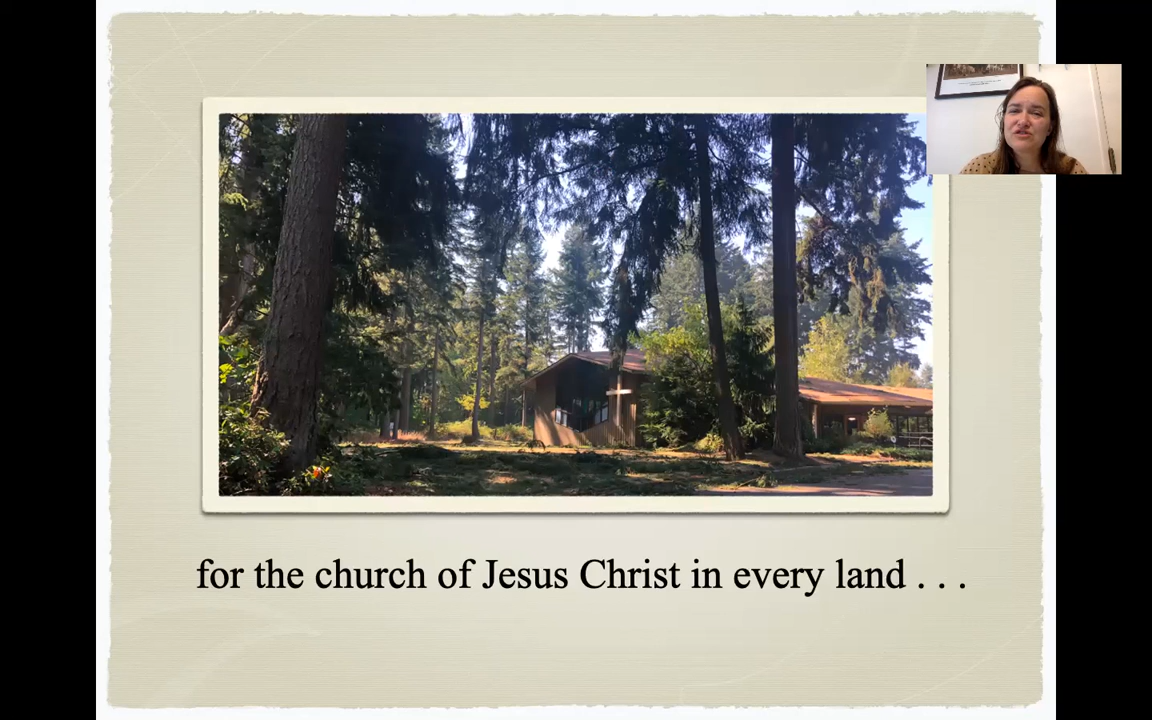 for the church of Jesus Christ in every land . . .